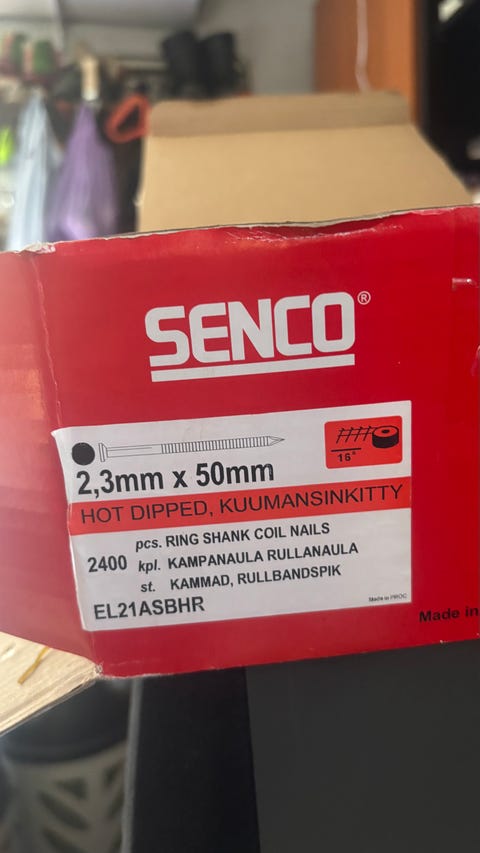 SENCO®
16°
2,3mm x 50mm
HOT DIPPED, KUUMANSINKITTY
pcs. RING SHANK COIL NAILS
2400 kpl. KAMPANAULA RULLANAULA
st. KAMMAD, RULLBANDSPIK
EL21ASBHR
Made in PROC
Made in